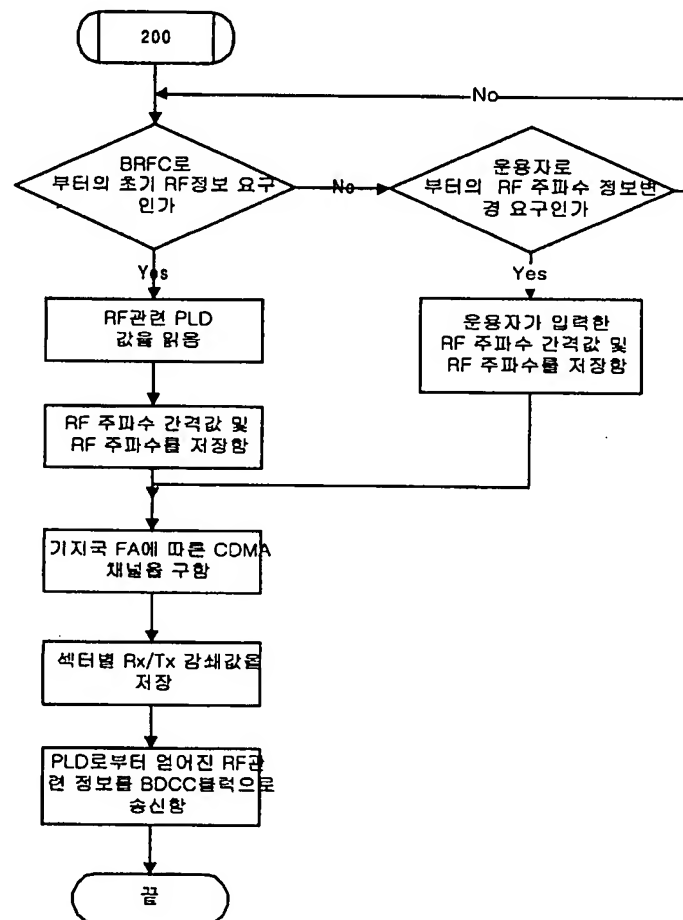 200
No
BRFC로
부터의 초기 RF정보 요구
인가
No
운용자로
부터의 RF 주파수 정보변
경 요구인가
Yes
Yes
RF관련 PLD
값을 읽음
운용자가 입력한
RF 주파수 간격값 및
RF 주파수를 저장함
RF 주파수 간격값 및
RF 주파수를 저장함
기지국 FA에 따른 CDMA
채널을 구함
섹터별 Rx/Tx 감쇄값을
저장
PLD로부터 얻어진 RF관
련 정보를 BDCC블럭으로
송신함
끝